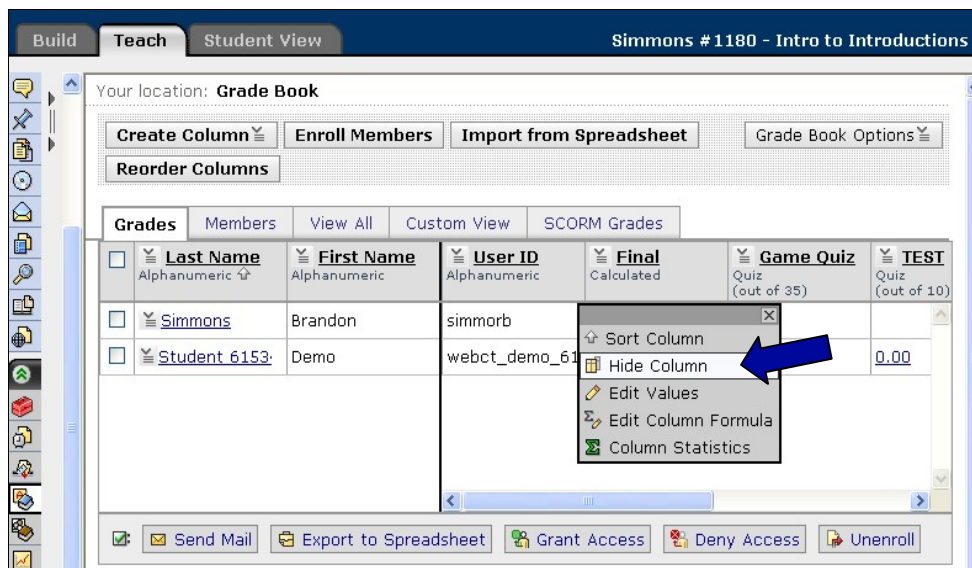 Build Teach Student View Simmons #1180 - Intro to Introductions
Your location: Grade Book
Create Column Enroll Members Import from Spreadsheet Grade Book Options
Reorder Columns
Grades Members View All Custom View SCORM Grades
Last Name First Name User ID Final Game Quiz TEST
Alphanumeric Alphanumeric Alphanumeric Calculated Quiz Quiz
(out of 35) (out of 10)
Simmons Brandon simmorb
Sort Column
Student 6153 Demo webct_demo_61 0.00
Hide Column
Edit Values
Edit Column Formula
Column Statistics
Send Mail Export to Spreadsheet Grant Access Deny Access Unenroll